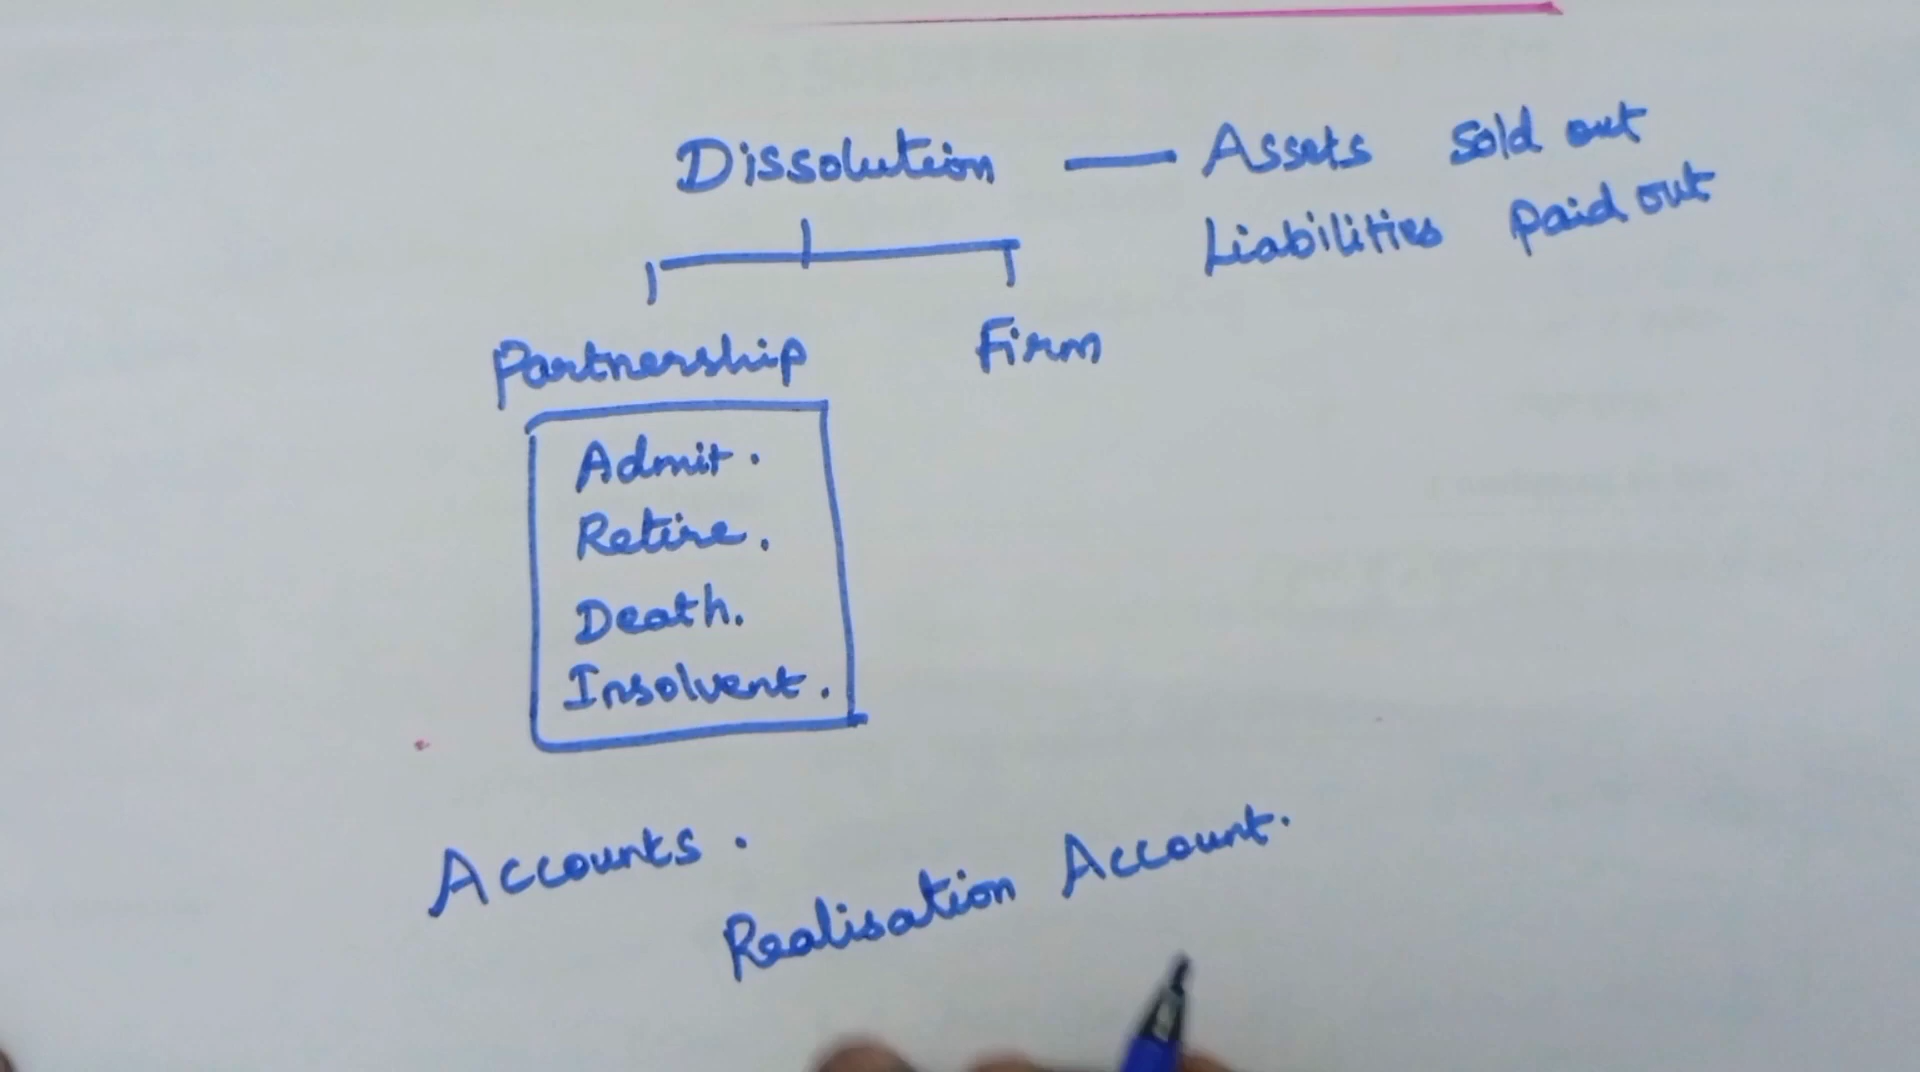 Dissolution — Assets sold out
Liabilities paid out
Partnership Firm
Admit.
Retire.
Death.
Insolvent.
Accounts.
Realisation Account.